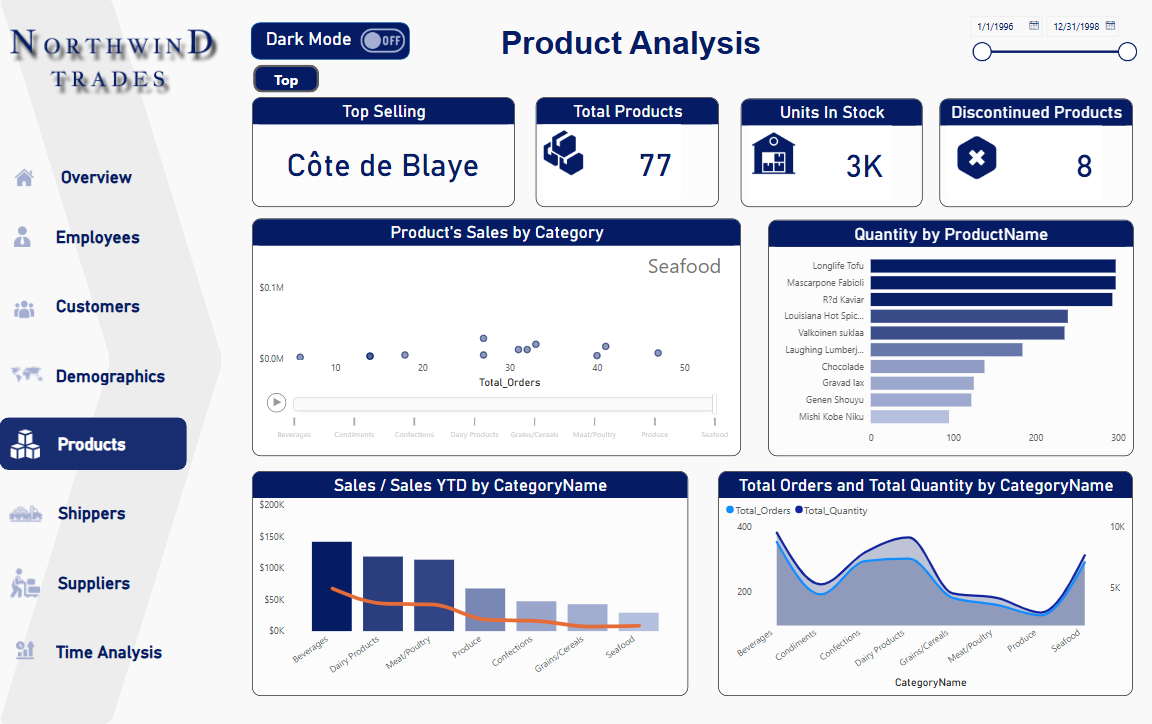 NORTHWIND
TRADES
Dark Mode OFF
Top
Product Analysis
1/1/1996 12/31/1998
Overview
Employees
Customers
Demographics
Products
Shippers
Suppliers
Time Analysis
Top Selling
Côte de Blaye
Total Products
77
Units In Stock
3K
Discontinued Products
8
Product's Sales by Category
Seafood
$0.1M
$0.0M
10 20 30 40 50
Total_Orders
Beverages Condiments Confections Dairy Products Grains/Cereals Meat/Poultry Produce Seafood
Quantity by ProductName
Longlife Tofu
Mascarpone Fabioli
R?d Kaviar
Louisiana Hot Spic...
Valkoinen suklaa
Laughing Lumberj...
Chocolade
Gravad lax
Genen Shouyu
Mishi Kobe Niku
0 100 200 300
Sales / Sales YTD by CategoryName
$200K
$150K
$100K
$50K
$0K
Beverages Dairy Products Meat/Poultry Produce Confections Grains/Cereals Seafood
Total Orders and Total Quantity by CategoryName
Total_Orders Total_Quantity
400 10K
200 5K
Beverages Condiments Confections Dairy Products Grains/Cereals Meat/Poultry Produce Seafood
CategoryName